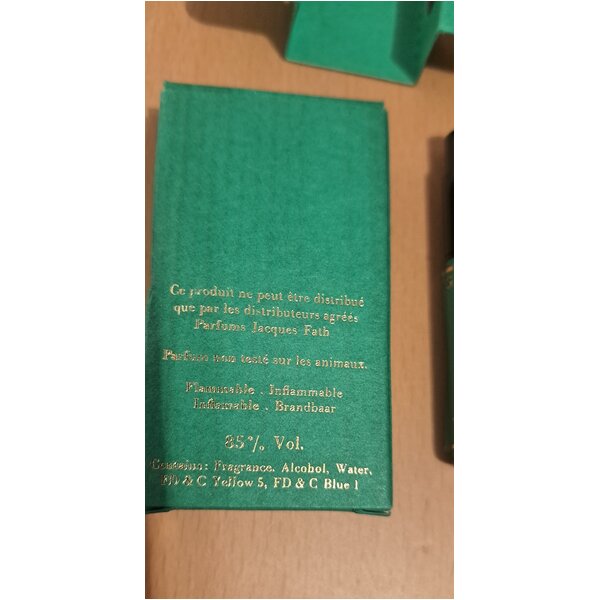 Ce produit ne peut être distribué
que par les distributeurs agréés
Parfums Jacques Fath
Parfum non testé sur les animaux.
Flammable . Inflammable
Inflamable . Brandbaar
85% Vol.
Contains: Fragrance, Alcohol, Water,
FD & C Yellow 5, FD & C Blue 1